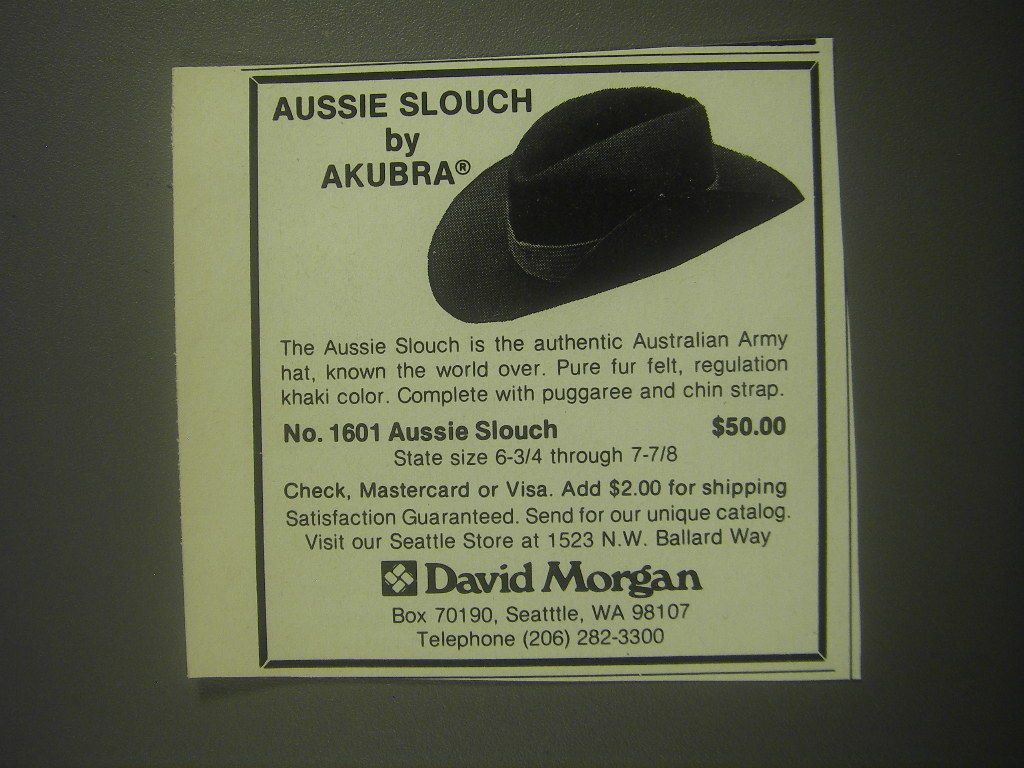 AUSSIE SLOUCH
by
AKUBRA®
The Aussie Slouch is the authentic Australian Army
hat, known the world over. Pure fur felt, regulation
khaki color. Complete with puggaree and chin strap.
No. 1601 Aussie Slouch $50.00
State size 6-3/4 through 7-7/8
Check, Mastercard or Visa. Add $2.00 for shipping
Satisfaction Guaranteed. Send for our unique catalog.
Visit our Seattle Store at 1523 N.W. Ballard Way
David Morgan
Box 70190, Seatttle, WA 98107
Telephone (206) 282-3300